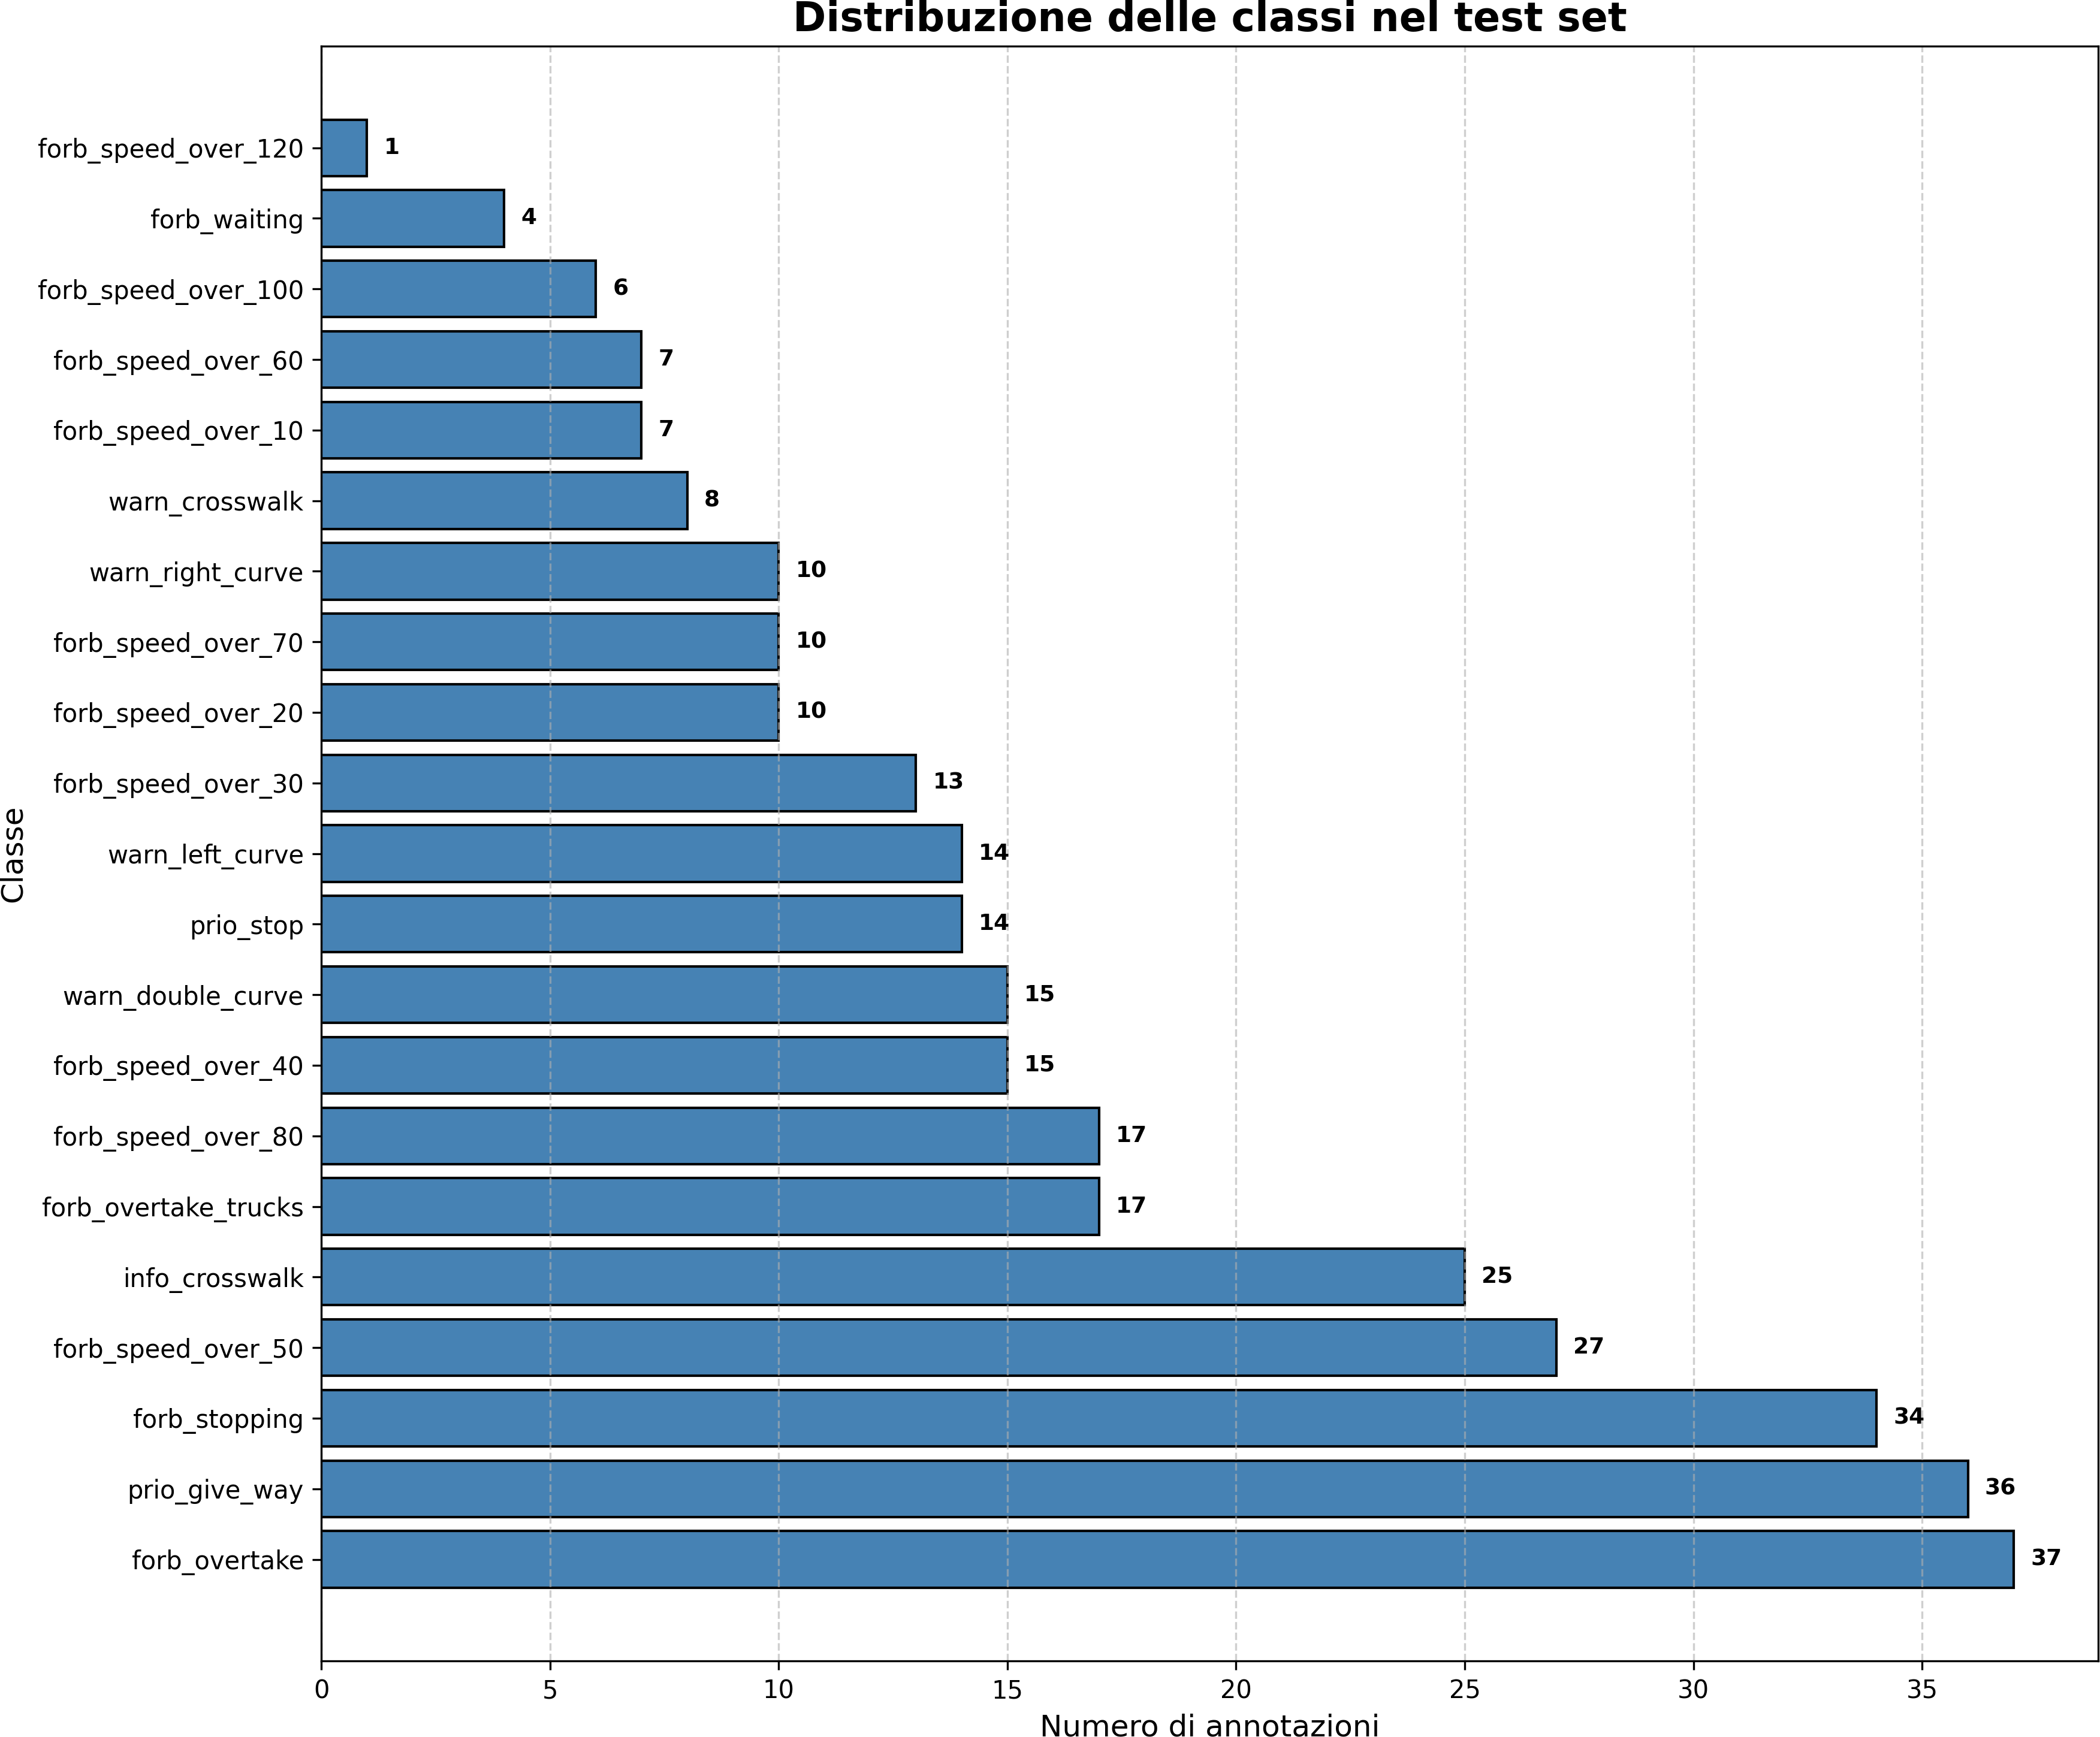 Distribuzione delle classi nel test set
Classe
forb_speed_over_120 1
forb_waiting 4
forb_speed_over_100 6
forb_speed_over_60 7
forb_speed_over_10 7
warn_crosswalk 8
warn_right_curve 10
forb_speed_over_70 10
forb_speed_over_20 10
forb_speed_over_30 13
warn_left_curve 14
prio_stop 14
warn_double_curve 15
forb_speed_over_40 15
forb_speed_over_80 17
forb_overtake_trucks 17
info_crosswalk 25
forb_speed_over_50 27
forb_stopping 34
prio_give_way 36
forb_overtake 37
0 5 10 15 20 25 30 35
Numero di annotazioni